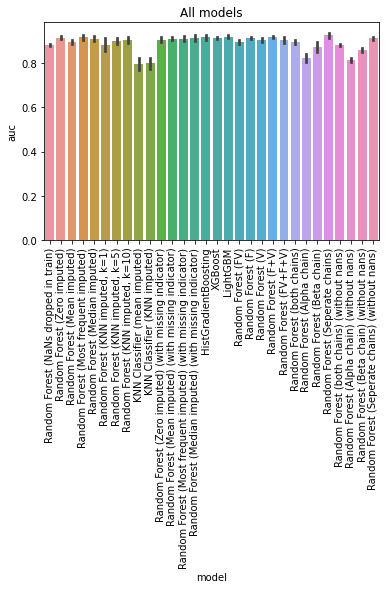 All models
auc
0.8
0.6
0.4
0.2
0.0
Random Forest (NaNs dropped in train)
Random Forest (Zero imputed)
Random Forest (Mean imputed)
Random Forest (Most frequent imputed)
Random Forest (Median imputed)
Random Forest (KNN imputed, k=1)
Random Forest (KNN imputed, k=5)
Random Forest (KNN imputed, k=10)
KNN Classifier (mean imputed)
KNN Classifier (KNN imputed)
Random Forest (Zero imputed) (with missing indicator)
Random Forest (Mean imputed) (with missing indicator)
Random Forest (Most frequent imputed) (with missing indicator)
Random Forest (Median imputed) (with missing indicator)
HistGradientBoosting
XGBoost
LightGBM
Random Forest (FV)
Random Forest (F)
Random Forest (V)
Random Forest (F+V)
Random Forest (FV+F+V)
Random Forest (both chains)
Random Forest (Alpha chain)
Random Forest (Beta chain)
Random Forest (Seperate chains)
Random Forest (both chains) (without nans)
Random Forest (Alpha chain) (without nans)
Random Forest (Beta chain) (without nans)
Random Forest (Seperate chains) (without nans)
model